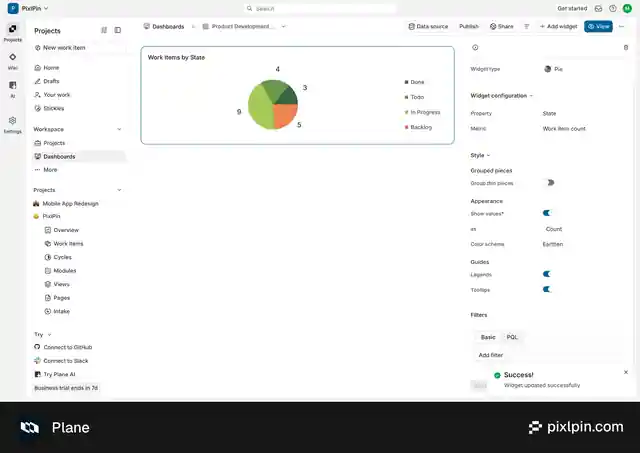 PixlPin
Search
Get started
Projects
Wiki
AI
Settings
Projects
New work item
Home
Drafts
Your work
Stickies
Workspace
Projects
Dashboards
More
Projects
Mobile App Redesign
PixlPin
Overview
Work items
Cycles
Modules
Views
Pages
Intake
Try
Connect to GitHub
Connect to Slack
Try Plane AI
Business trial ends in 7d
Dashboards
Product Development ...
Data source
Publish
Share
Add widget
View
Work Items by State
4
3
5
9
Done
Todo
In Progress
Backlog
Widget Type
Pie
Widget configuration
Property
State
Metric
Work item count
Style
Grouped pieces
Group thin pieces
Appearance
Show values*
as
Count
Color scheme
Earthen
Guides
Legends
Tooltips
Filters
Basic
PQL
Add filter
Success!
Widget updated successfully
Plane
pixlpin.com